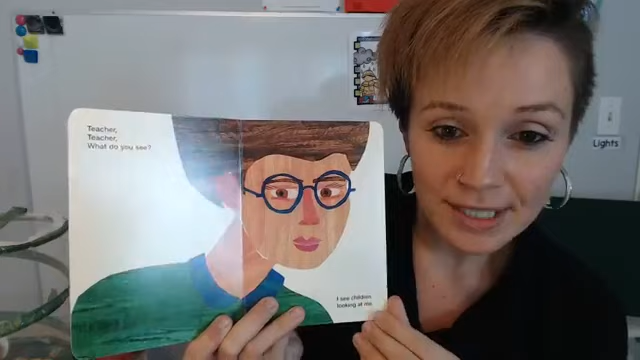 Teacher,
Teacher,
What do you see?
I see children
looking at me.
Lights